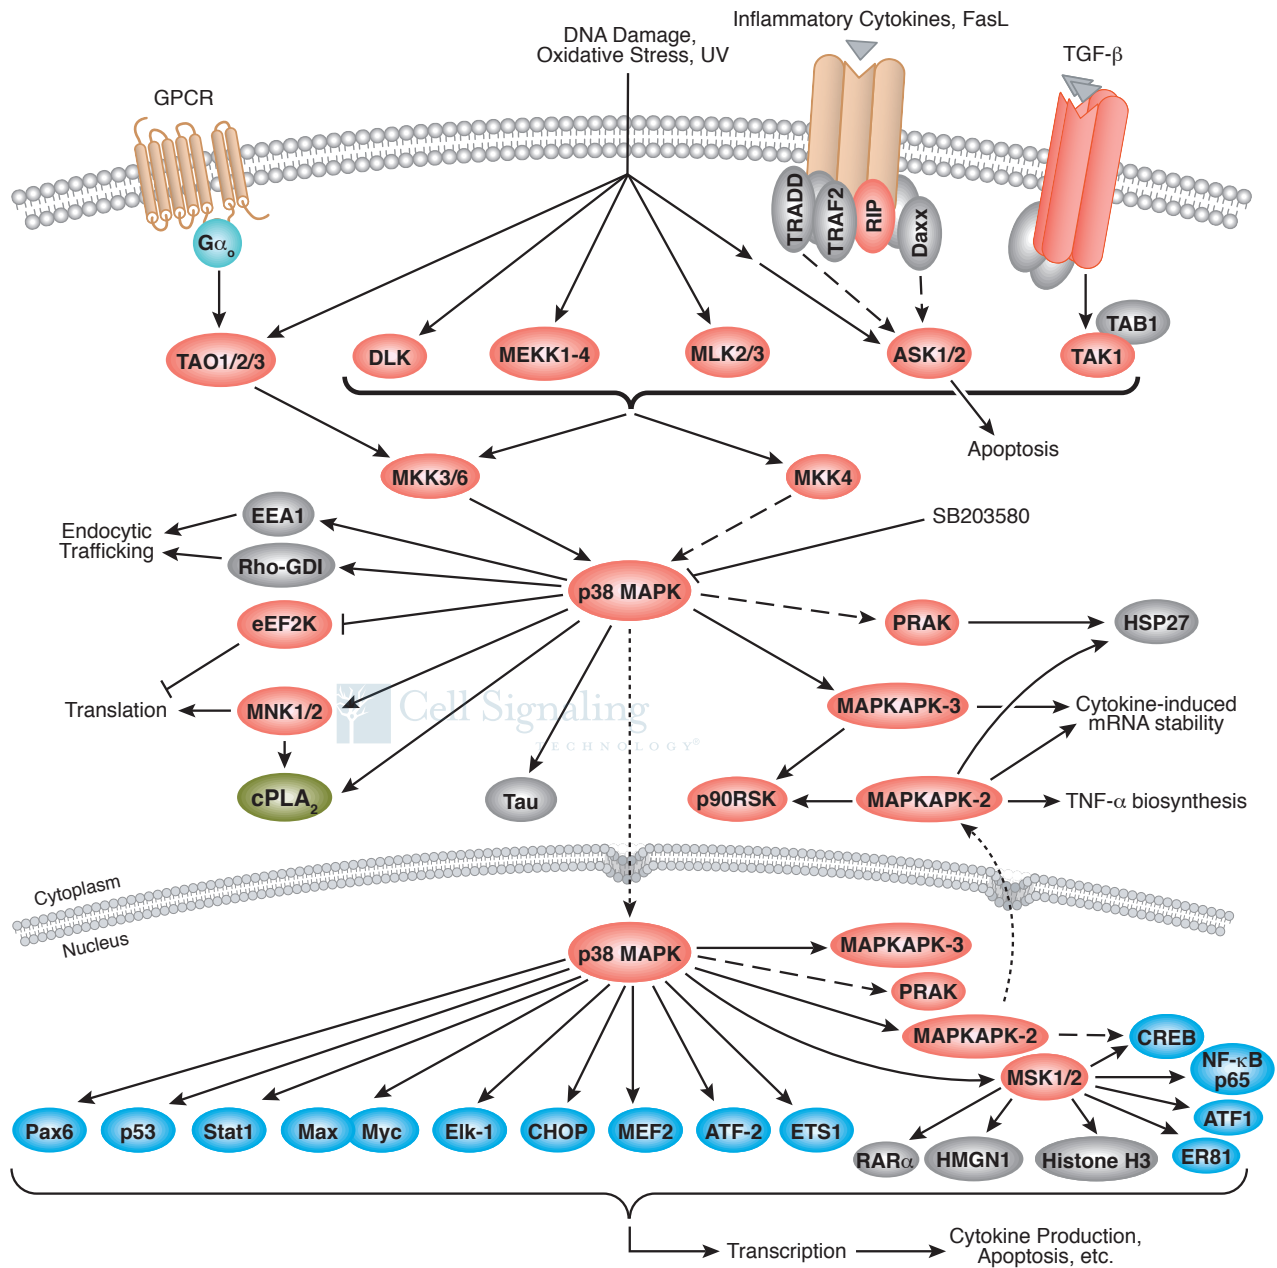 Inflammatory Cytokines, FasL
DNA Damage,
Oxidative Stress, UV
TGF-β
GPCR
TRADD
TRAF2
RIP
Daxx
Gαo
TAB1
TAO1/2/3
DLK
MEKK1-4
MLK2/3
ASK1/2
TAK1
Apoptosis
MKK3/6
MKK4
EEA1
SB203580
Endocytic
Trafficking
Rho-GDI
p38 MAPK
eEF2K
PRAK
HSP27
Translation
MNK1/2
MAPKAPK-3
Cytokine-induced
mRNA stability
Cell Signaling
TECHNOLOGY®
cPLA2
Tau
p90RSK
MAPKAPK-2
TNF-α biosynthesis
Cytoplasm
Nucleus
p38 MAPK
MAPKAPK-3
PRAK
MAPKAPK-2
CREB
NF-κB
p65
MSK1/2
ATF1
Pax6
p53
Stat1
Max
Myc
Elk-1
CHOP
MEF2
ATF-2
ETS1
RARα
HMGN1
Histone H3
ER81
Transcription
Cytokine Production,
Apoptosis, etc.